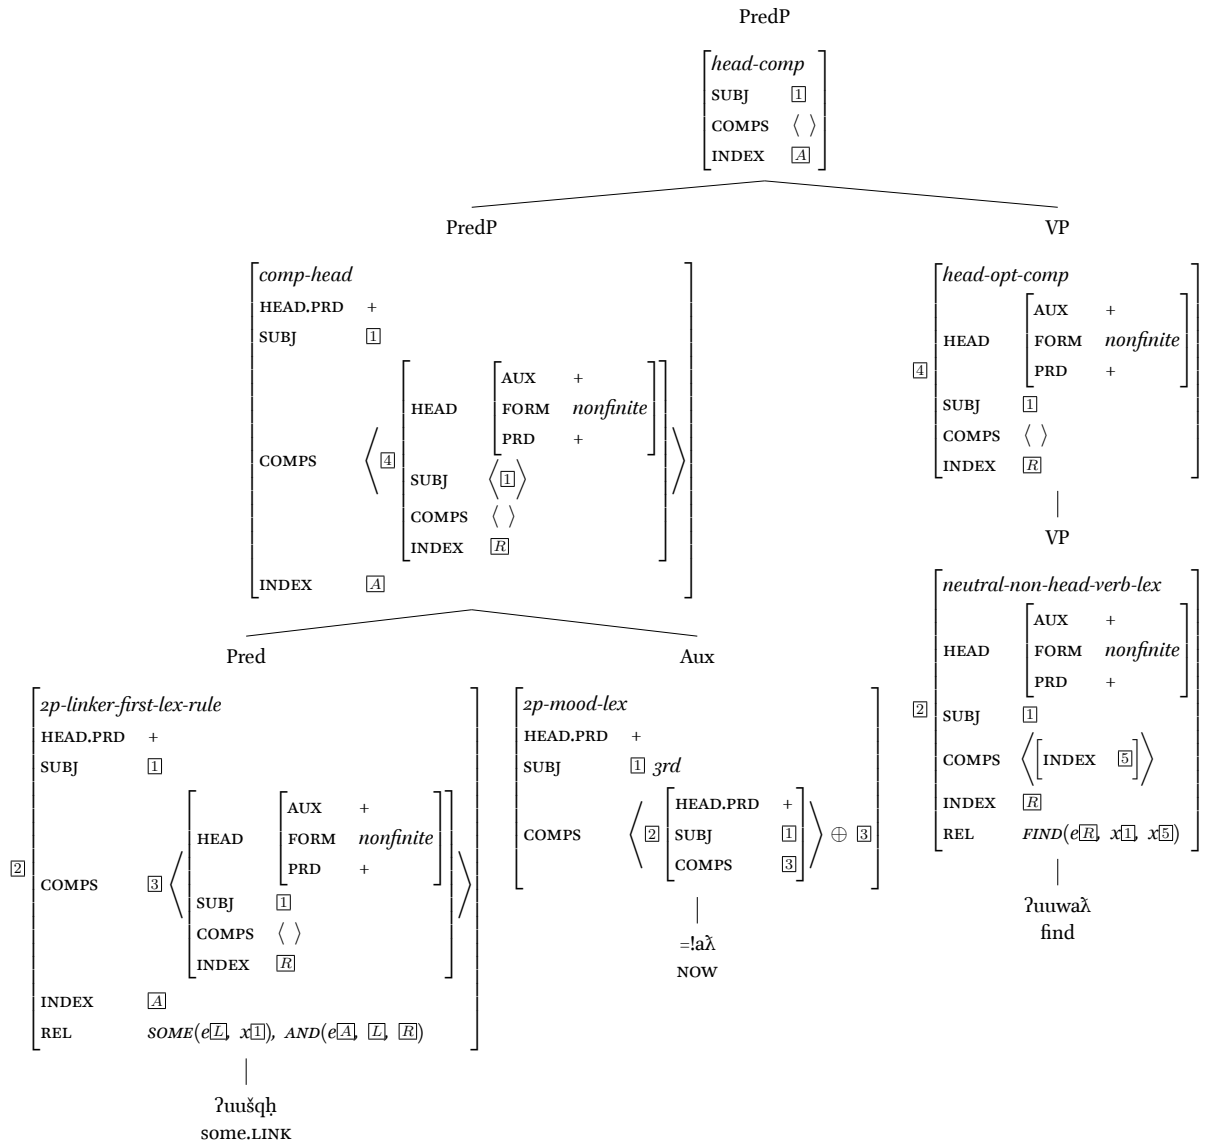 PredP
head-comp
SUBJ 1
COMPS ⟨ ⟩
INDEX A
PredP
comp-head
HEAD.PRD +
SUBJ 1
COMPS ⟨ 4
HEAD
AUX +
FORM nonfinite
PRD +
SUBJ ⟨1⟩
COMPS ⟨ ⟩
INDEX R
⟩
INDEX A
VP
4
head-opt-comp
HEAD
AUX +
FORM nonfinite
PRD +
SUBJ 1
COMPS ⟨ ⟩
INDEX R
VP
2
neutral-non-head-verb-lex
HEAD
AUX +
FORM nonfinite
PRD +
SUBJ 1
COMPS ⟨[INDEX 5]⟩
INDEX R
REL FIND(eR, x1, x5)
ʔuuwaƛ
find
Pred
2
2p-linker-first-lex-rule
HEAD.PRD +
SUBJ 1
COMPS 3 ⟨
HEAD
AUX +
FORM nonfinite
PRD +
SUBJ 1
COMPS ⟨ ⟩
INDEX R
⟩
INDEX A
REL SOME(eL, x1), AND(eA, L, R)
ʔuušqḥ
some.LINK
Aux
2p-mood-lex
HEAD.PRD +
SUBJ 1 3rd
COMPS ⟨ 2
HEAD.PRD +
SUBJ 1
COMPS 3
⟩ ⊕ 3
=!aƛ
NOW